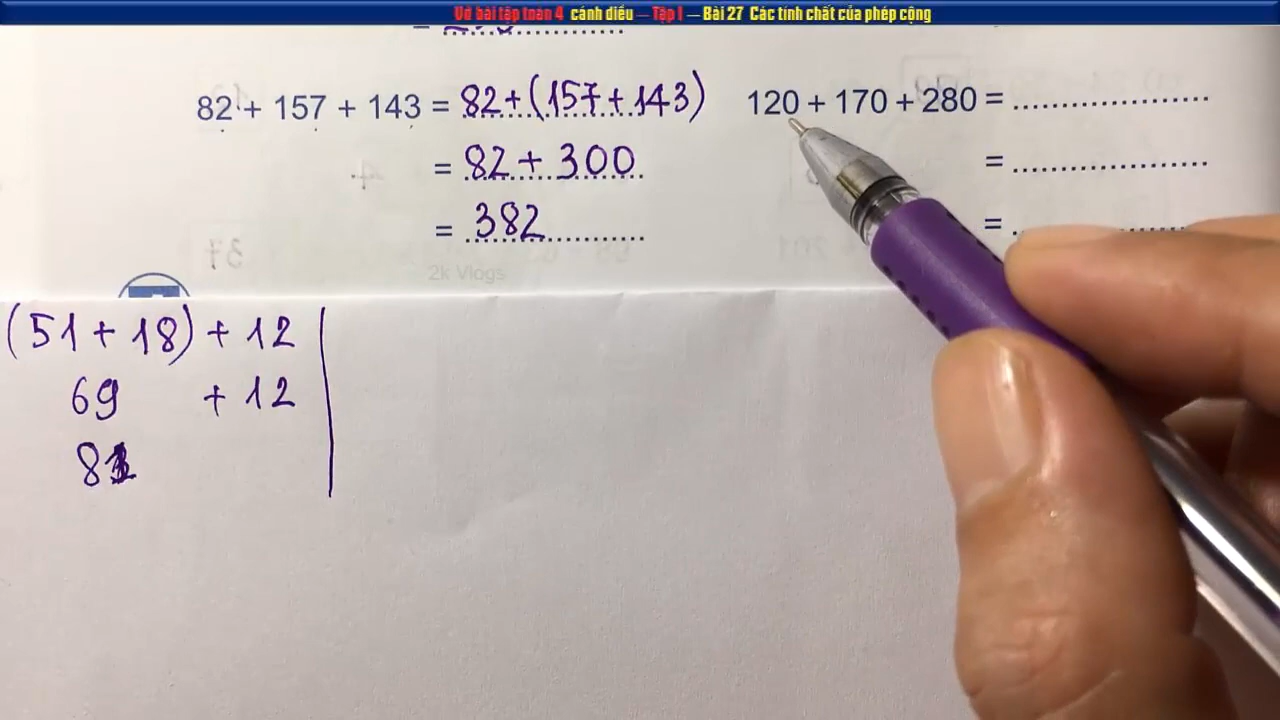 Vở bài tập toán 4 cánh diều — Tập 1 — Bài 27 Các tính chất của phép cộng
82 + 157 + 143 = 82 + (157 + 143)
= 82 + 300
= 382
120 + 170 + 280 = ....................
= ....................
= ....................
2k Vlogs
(51 + 18) + 12
69 + 12
81